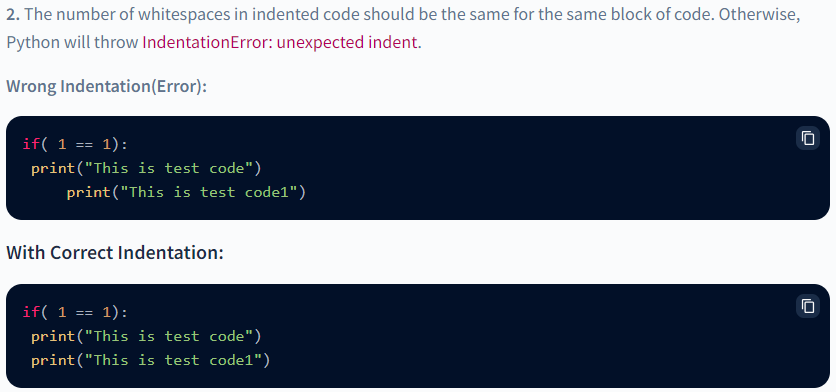 2. The number of whitespaces in indented code should be the same for the same block of code. Otherwise,
Python will throw IndentationError: unexpected indent.
Wrong Indentation(Error):
if( 1 == 1):
 print("This is test code")
     print("This is test code1")
With Correct Indentation:
if( 1 == 1):
 print("This is test code")
 print("This is test code1")